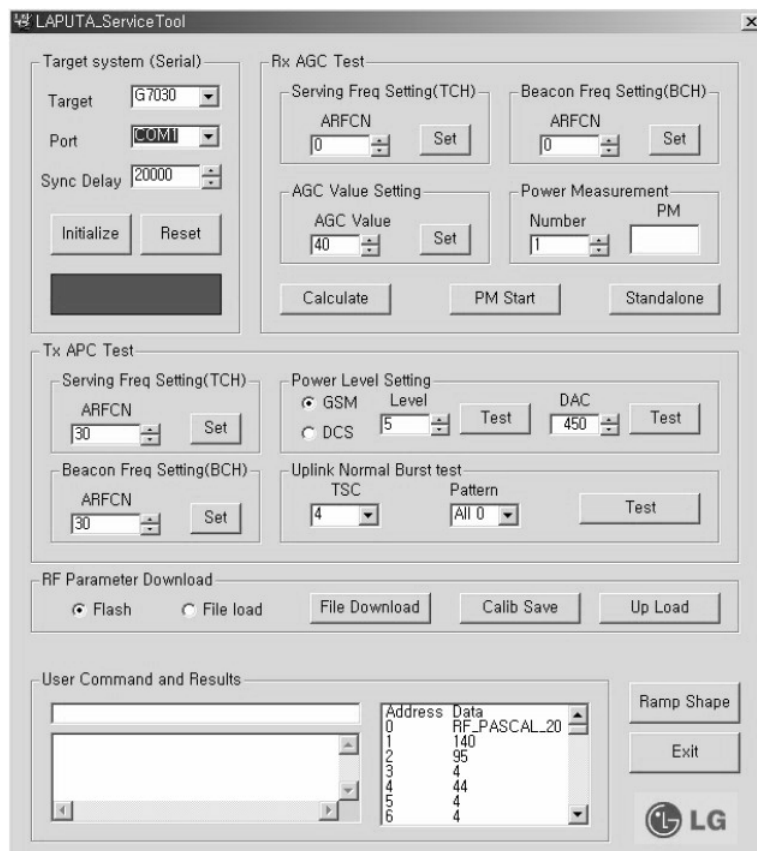 LAPUTA_ServiceTool
Target system (Serial)
Target G7030
Port COM1
Sync Delay 20000
Initialize Reset
Rx AGC Test
Serving Freq Setting(TCH)
ARFCN
0 Set
Beacon Freq Setting(BCH)
ARFCN
0 Set
AGC Value Setting
AGC Value
40 Set
Power Measurement
Number PM
1
Calculate PM Start Standalone
Tx APC Test
Serving Freq Setting(TCH)
ARFCN
30 Set
Power Level Setting
GSM Level DAC
DCS 5 Test 450 Test
Beacon Freq Setting(BCH)
ARFCN
30 Set
Uplink Normal Burst test
TSC Pattern
4 All 0 Test
RF Parameter Download
Flash File load File Download Calib Save Up Load
User Command and Results
Address Data
0 RF_PASCAL_20
1 140
2 95
3 4
4 44
5 4
6 4
Ramp Shape
Exit
LG